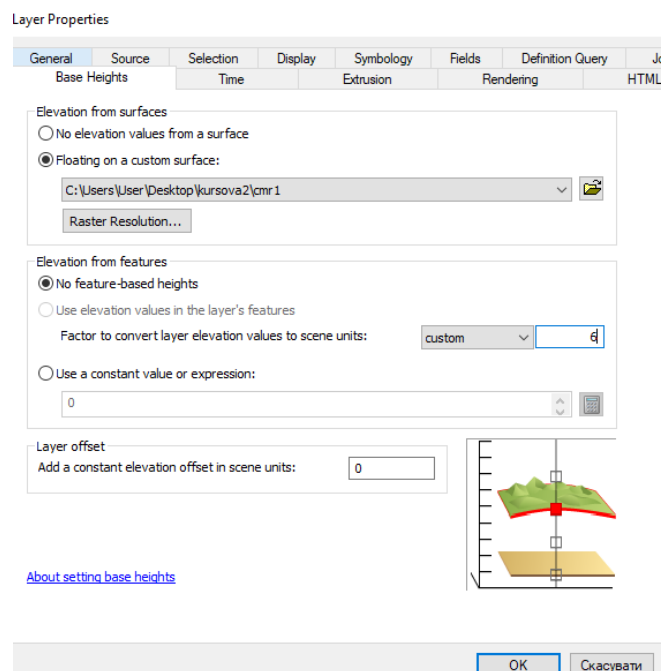 Layer Properties
General Source Selection Display Symbology Fields Definition Query
Base Heights Time Extrusion Rendering HTML
Elevation from surfaces
No elevation values from a surface
Floating on a custom surface:
C:\Users\User\Desktop\kursova2\cmr1
Raster Resolution...
Elevation from features
No feature-based heights
Use elevation values in the layer's features
Factor to convert layer elevation values to scene units: custom 6
Use a constant value or expression:
0
Layer offset
Add a constant elevation offset in scene units: 0
About setting base heights
OK Скасувати